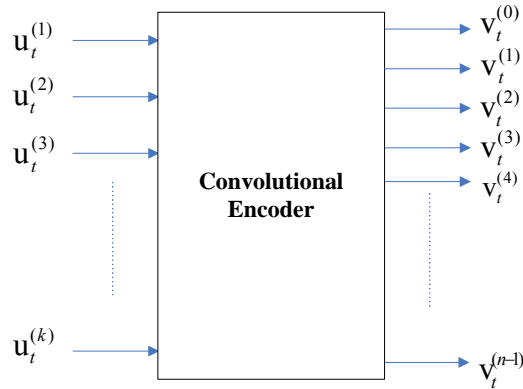 u_t^{(1)}
u_t^{(2)}
u_t^{(3)}
u_t^{(k)}
Convolutional
Encoder
v_t^{(0)}
v_t^{(1)}
v_t^{(2)}
v_t^{(3)}
v_t^{(4)}
v_t^{(n-1)}